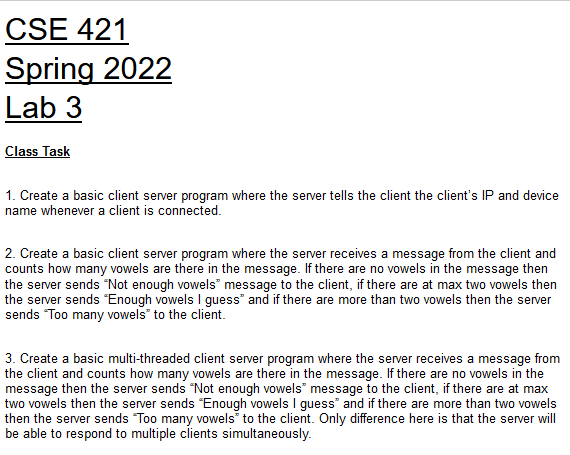 CSE 421
Spring 2022
Lab 3
Class Task
1. Create a basic client server program where the server tells the client the client's IP and device
name whenever a client is connected.
2. Create a basic client server program where the server receives a message from the client and
counts how many vowels are there in the message. If there are no vowels in the message then
the server sends “Not enough vowels” message to the client, if there are at max two vowels then
the server sends “Enough vowels I guess” and if there are more than two vowels then the server
sends “Too many vowels” to the client.
3. Create a basic multi-threaded client server program where the server receives a message from
the client and counts how many vowels are there in the message. If there are no vowels in the
message then the server sends “Not enough vowels” message to the client, if there are at max
two vowels then the server sends “Enough vowels I guess” and if there are more than two vowels
then the server sends “Too many vowels” to the client. Only difference here is that the server will
be able to respond to multiple clients simultaneously.